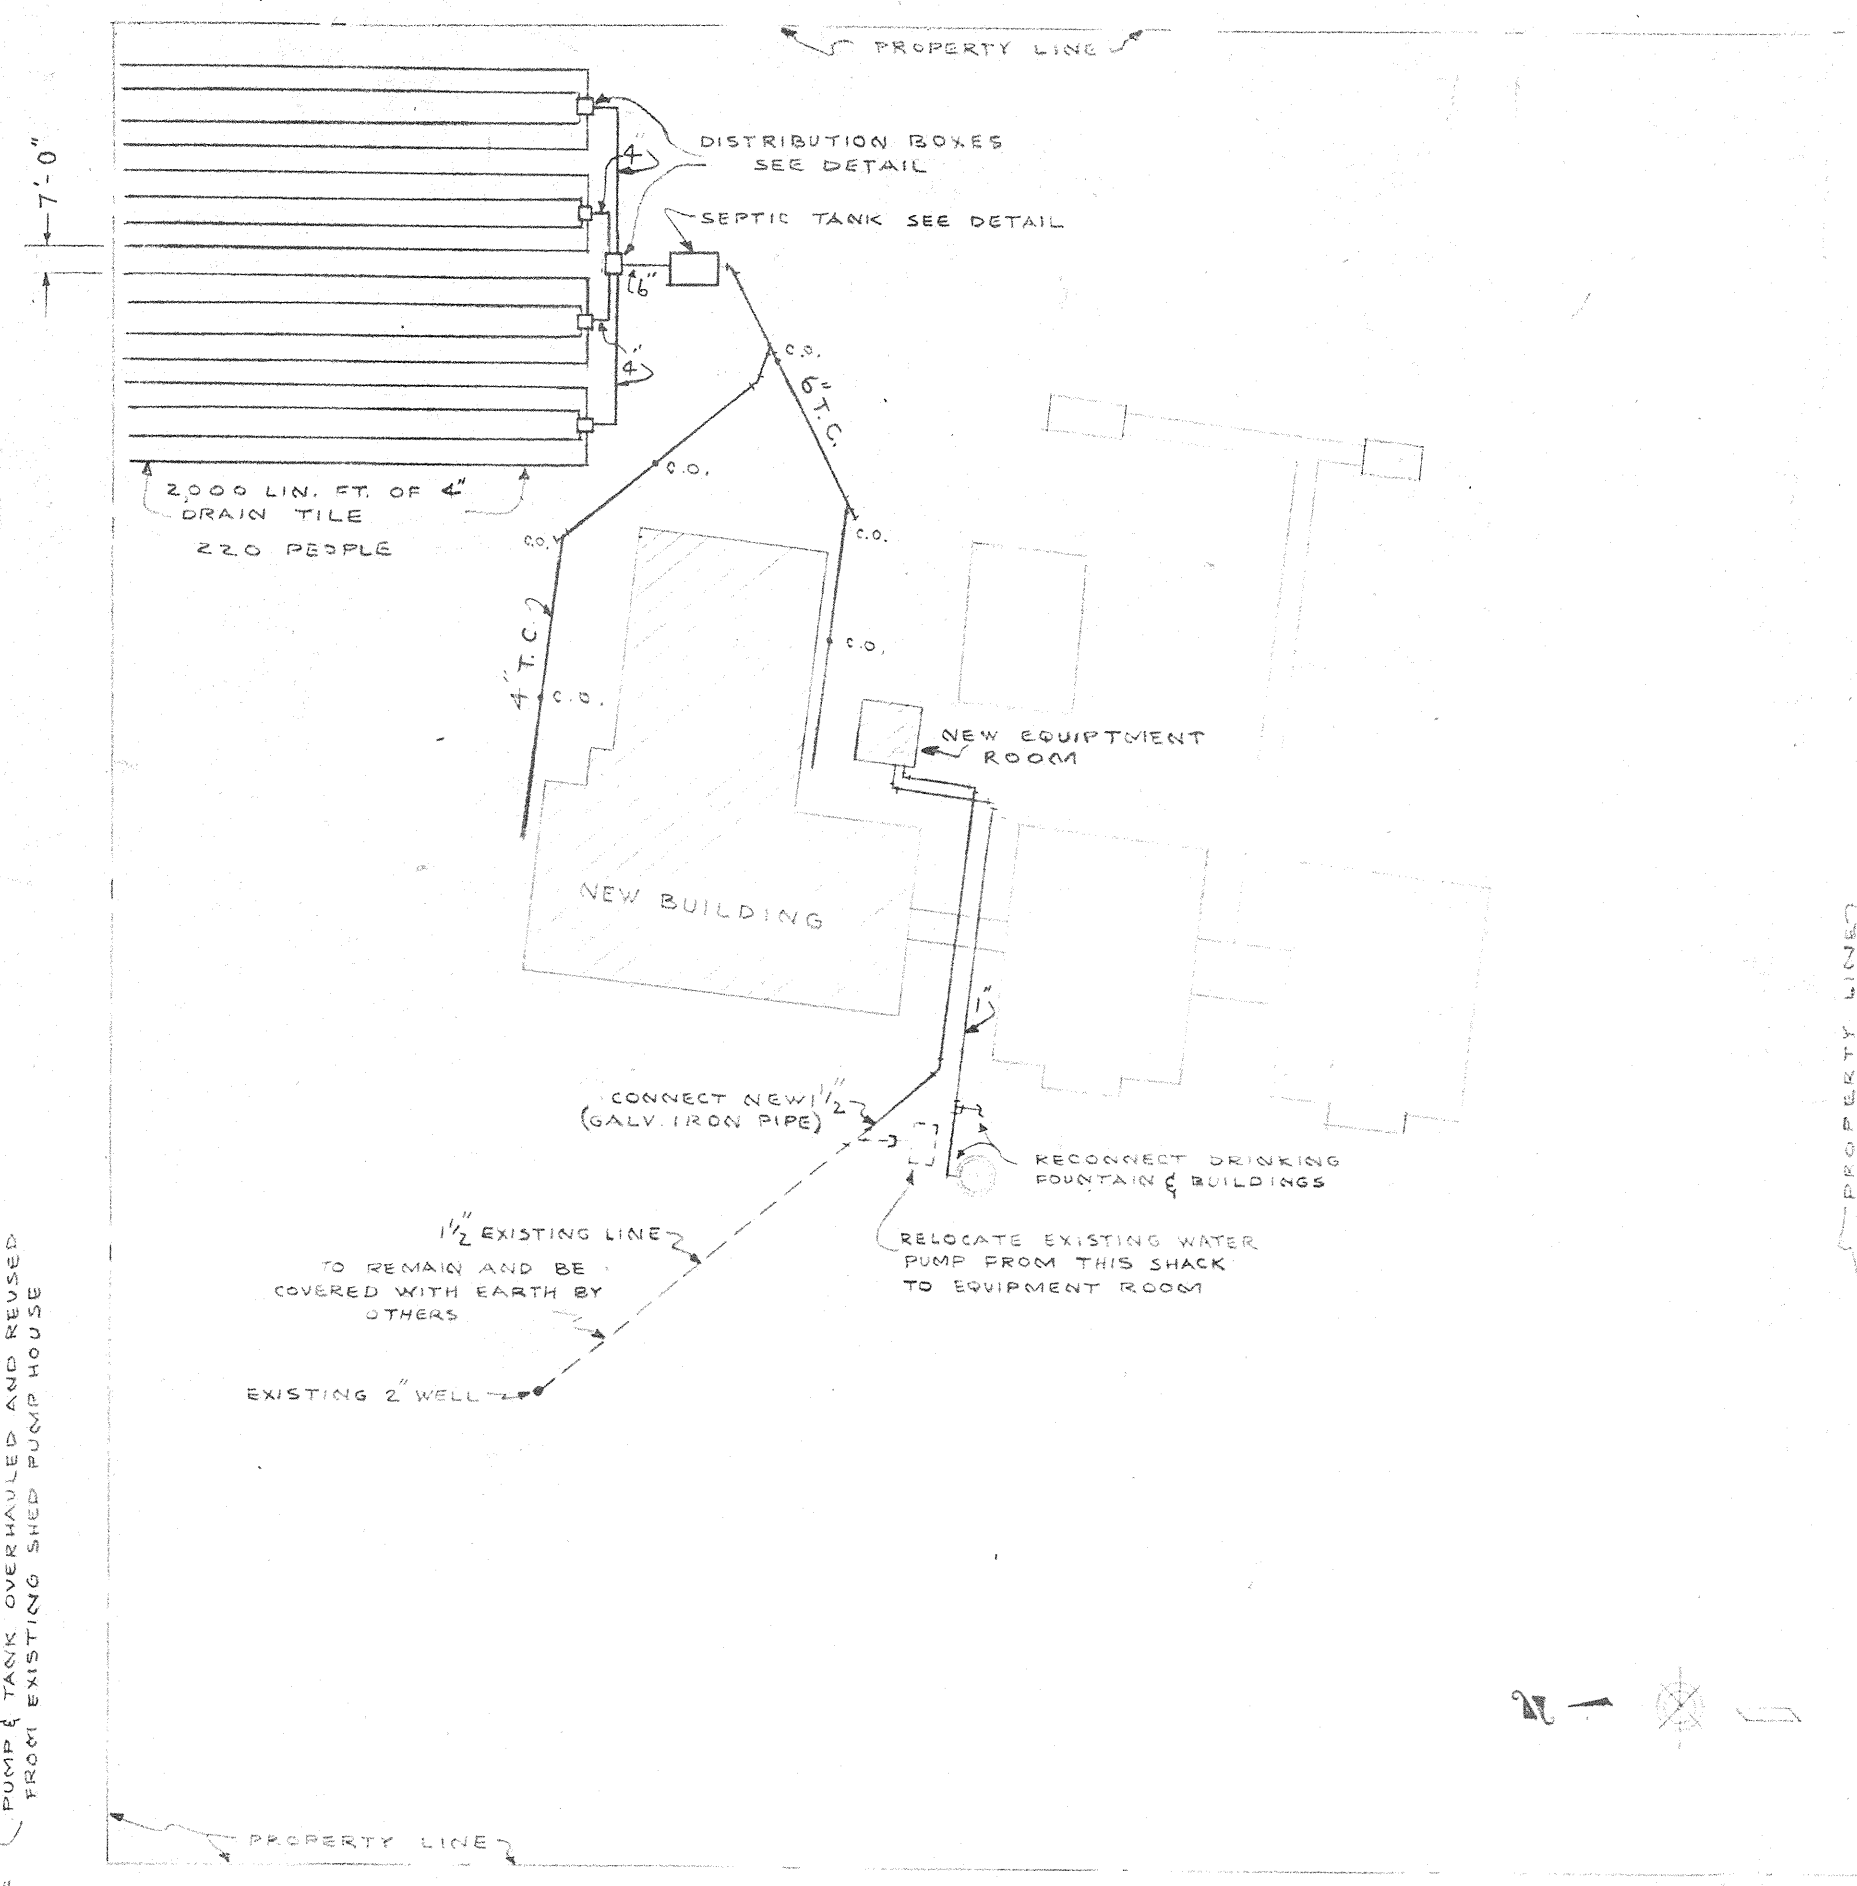 PROPERTY LINE
7'-0"
DISTRIBUTION BOXES
SEE DETAIL
4"
SEPTIC TANK SEE DETAIL
6"
4"
C.O.
6" T.C.
C.O.
2,000 LIN. FT. OF 4"
DRAIN TILE
220 PEOPLE
C.O.
C.O.
C.O.
4" T.C.
C.O.
NEW EQUIPTMENT
ROOM
NEW BUILDING
PROPERTY LINE
1"
CONNECT NEW 1 1/2"
(GALV. IRON PIPE)
RECONNECT DRINKING
FOUNTAIN & BUILDINGS
1 1/2" EXISTING LINE
TO REMAIN AND BE
COVERED WITH EARTH BY
OTHERS
RELOCATE EXISTING WATER
PUMP FROM THIS SHACK
TO EQUIPMENT ROOM
EXISTING 2" WELL
PUMP & TANK OVERHAULED AND REUSED
FROM EXISTING SHED PUMP HOUSE
N
PROPERTY LINE